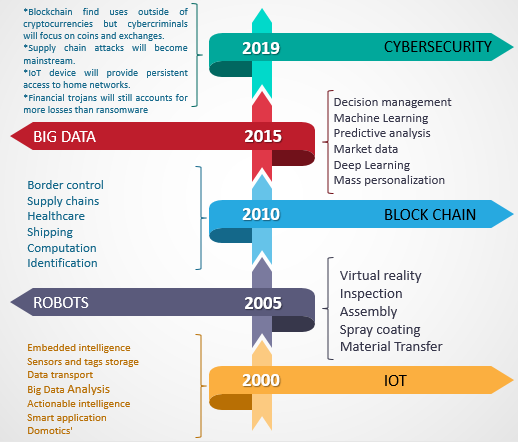 *Blockchain find uses outside of
cryptocurrencies but cybercriminals
will focus on coins and exchanges.
*Supply chain attacks will become
mainstream.
*IoT device will provide persistent
access to home networks.
*Financial trojans will still accounts for
more losses than ransomware
2019 CYBERSECURITY
BIG DATA 2015
Decision management
Machine Learning
Predictive analysis
Market data
Deep Learning
Mass personalization
Border control
Supply chains
Healthcare
Shipping
Computation
Identification
2010 BLOCK CHAIN
ROBOTS 2005
Virtual reality
Inspection
Assembly
Spray coating
Material Transfer
Embedded intelligence
Sensors and tags storage
Data transport
Big Data Analysis
Actionable intelligence
Smart application
Domotics'
2000 IOT